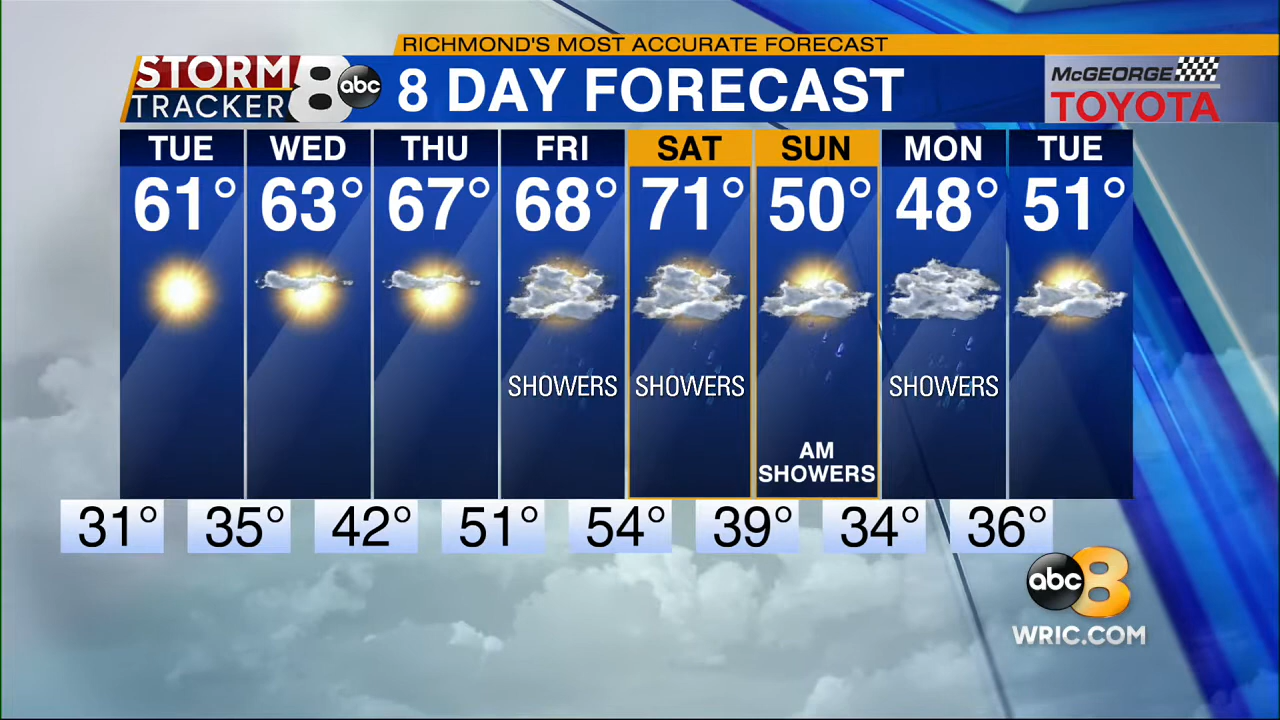 RICHMOND'S MOST ACCURATE FORECAST
STORM TRACKER 8 abc
8 DAY FORECAST
McGEORGE
TOYOTA
TUE WED THU FRI SAT SUN MON TUE
61° 63° 67° 68° 71° 50° 48° 51°
SHOWERS SHOWERS SHOWERS
AM
SHOWERS
31° 35° 42° 51° 54° 39° 34° 36°
abc 8
WRIC.COM